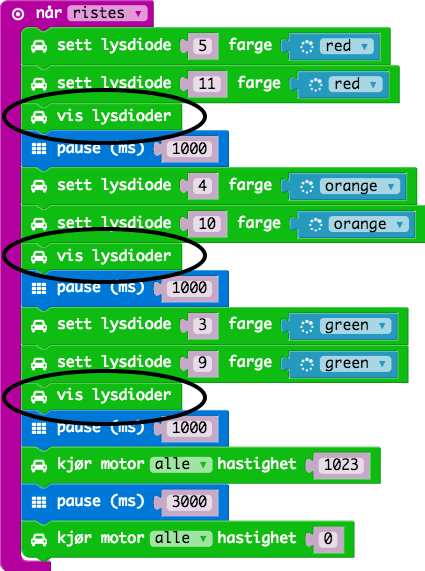 når ristes
sett lysdiode 5 farge red
sett lysdiode 11 farge red
vis lysdioder
pause (ms) 1000
sett lysdiode 4 farge orange
sett lysdiode 10 farge orange
vis lysdioder
pause (ms) 1000
sett lysdiode 3 farge green
sett lysdiode 9 farge green
vis lysdioder
pause (ms) 1000
kjør motor alle hastighet 1023
pause (ms) 3000
kjør motor alle hastighet 0